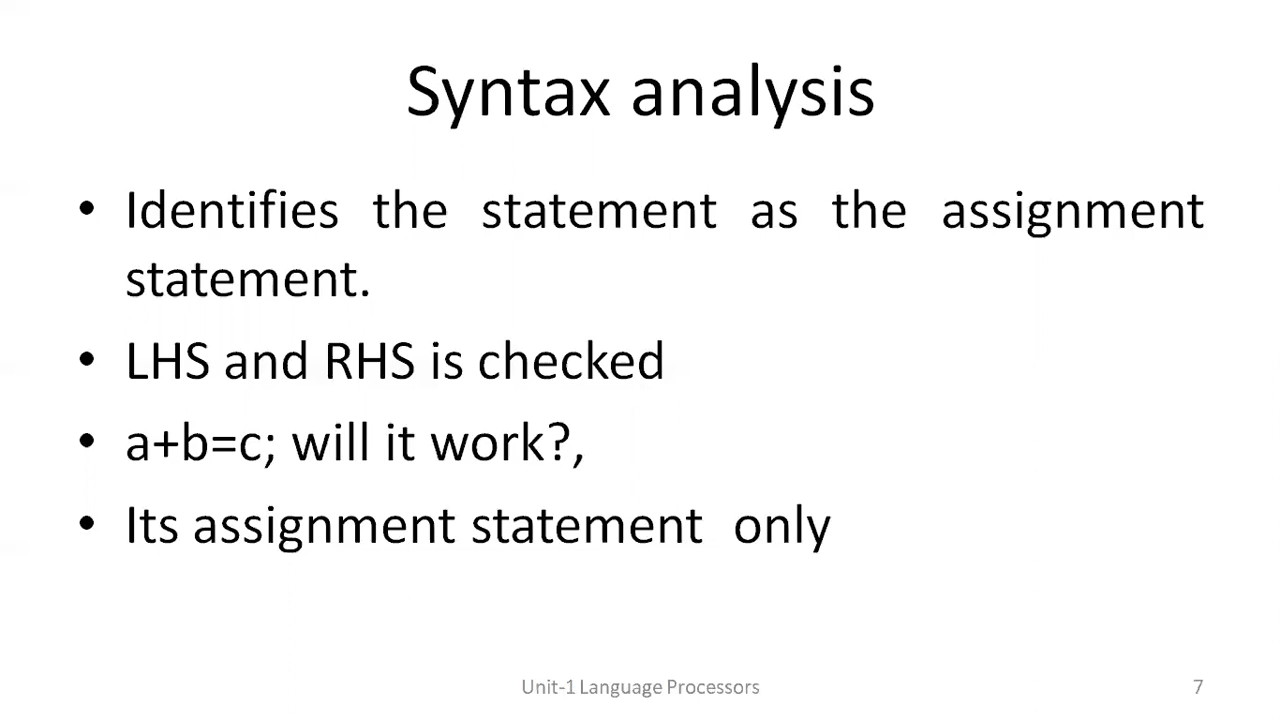 Syntax analysis
• Identifies the statement as the assignment
statement.
• LHS and RHS is checked
• a+b=c; will it work?,
• Its assignment statement only
Unit-1 Language Processors
7